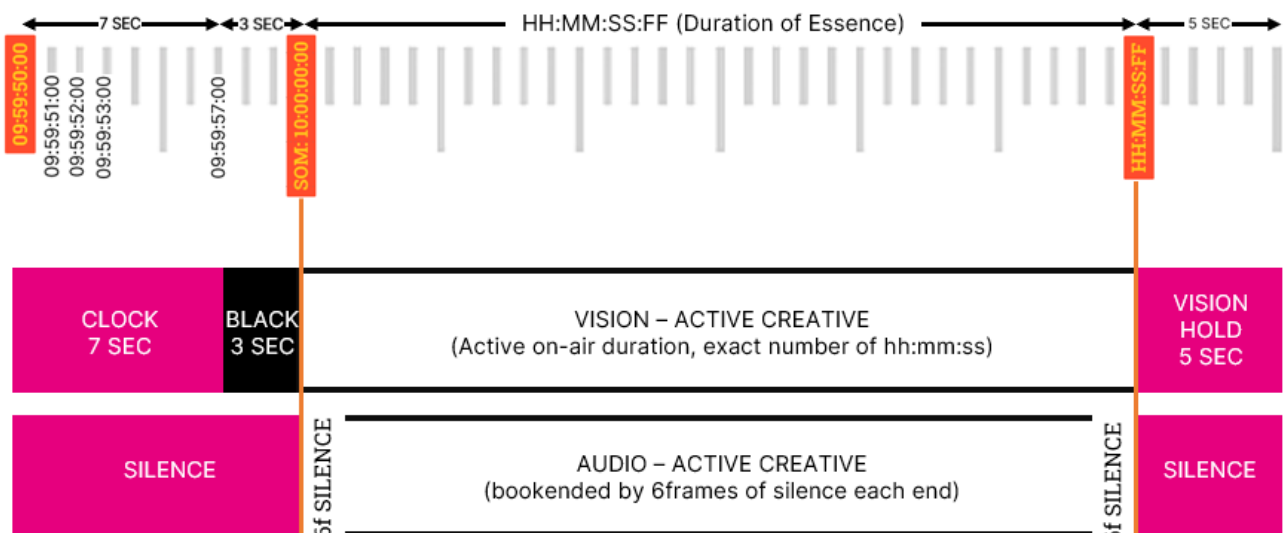 7 SEC
3 SEC
HH:MM:SS:FF (Duration of Essence)
5 SEC
09:59:50:00
09:59:51:00
09:59:52:00
09:59:53:00
09:59:57:00
SOM: 10:00:00:00
HH:MM:SS:FF
CLOCK
7 SEC
BLACK
3 SEC
VISION – ACTIVE CREATIVE
(Active on-air duration, exact number of hh:mm:ss)
VISION
HOLD
5 SEC
SILENCE
6f SILENCE
AUDIO – ACTIVE CREATIVE
(bookended by 6frames of silence each end)
6f SILENCE
SILENCE